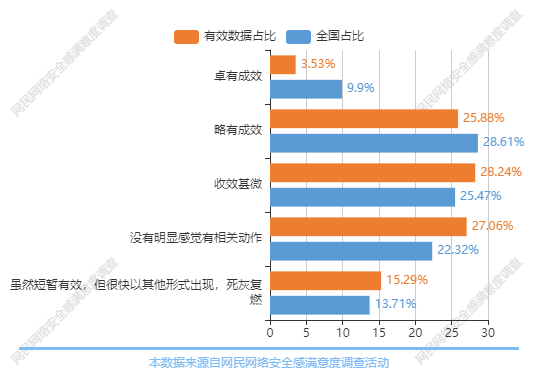 网民网络安全感满意度调查
网民网络安全感满意度调查
有效数据占比 全国占比
卓有成效
3.53%
9.9%
略有成效
25.88%
28.61%
收效甚微
28.24%
25.47%
没有明显感觉有相关动作
27.06%
22.32%
虽然短暂有效，但很快以其他形式出现，死灰复
燃
15.29%
13.71%
0 5 10 15 20 25 30
网民网络安全感满意度调查
网民网络安全感满意度调查
本数据来源自网民网络安全感满意度调查活动